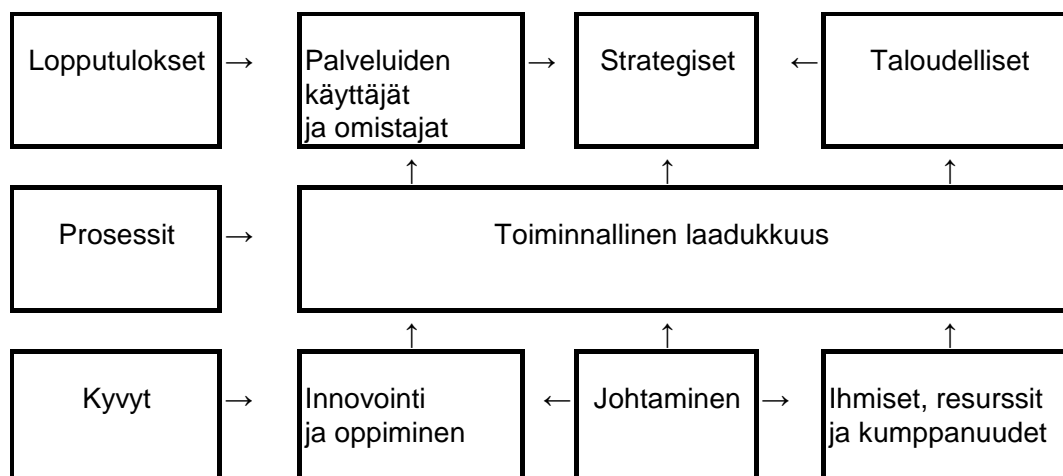 Lopputulokset → Palveluiden → Strategiset ← Taloudelliset
käyttäjät
ja omistajat
↑ ↑ ↑
Prosessit → Toiminnallinen laadukkuus
↑ ↑ ↑
Kyvyt → Innovointi ← Johtaminen → Ihmiset, resurssit
ja oppiminen ja kumppanuudet